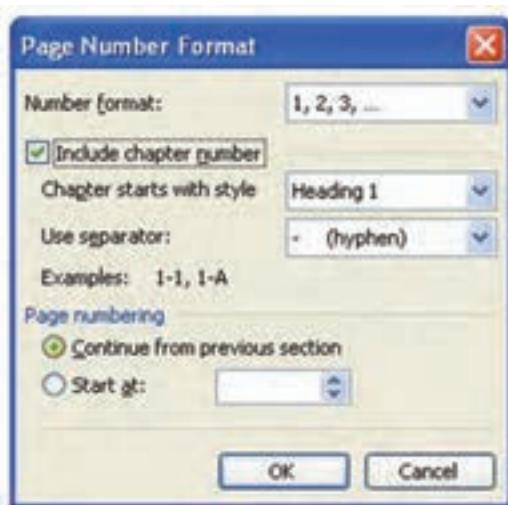 Page Number Format
Number format: 1, 2, 3, ...
Include chapter number
Chapter starts with style Heading 1
Use separator: - (hyphen)
Examples: 1-1, 1-A
Page numbering
Continue from previous section
Start at:
OK Cancel